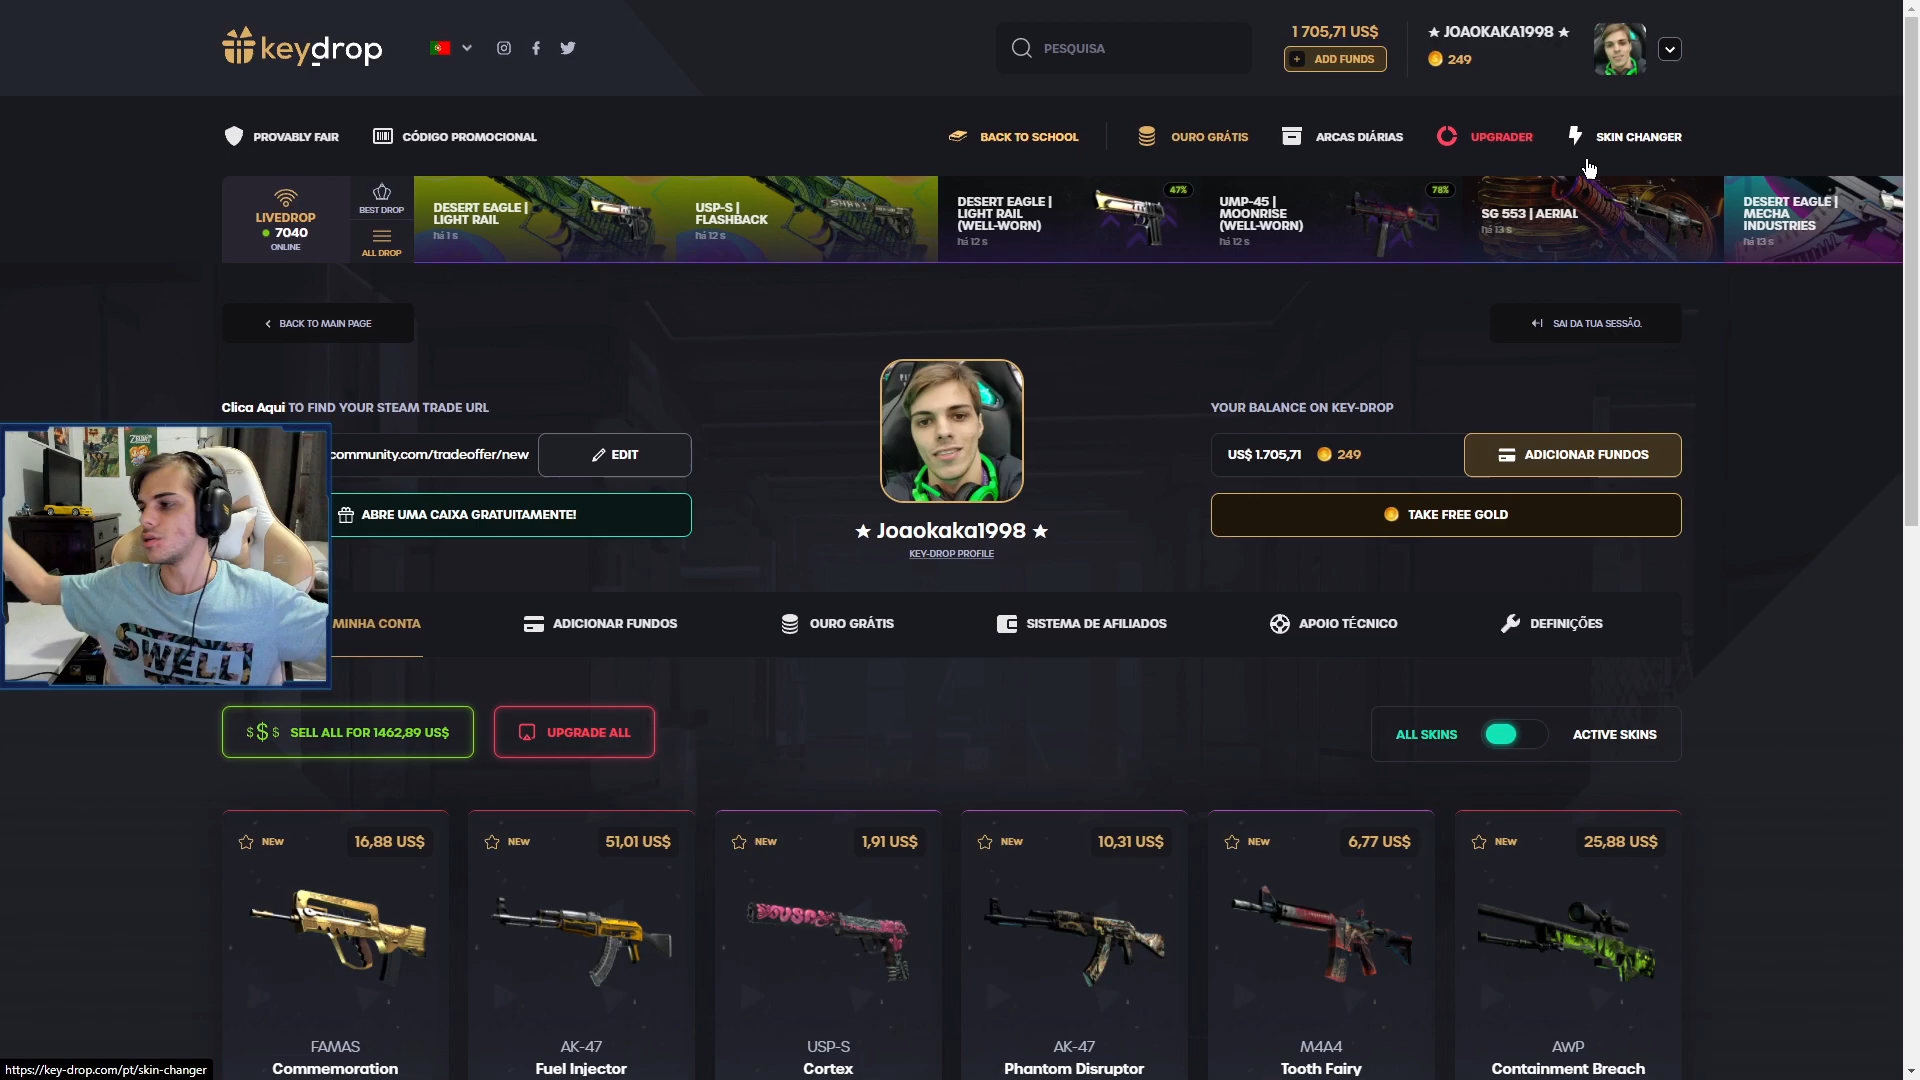 keydrop
PESQUISA
1 705,71 US$
+ ADD FUNDS
★ JOAOKAKA1998 ★
249
PROVABLY FAIR
CÓDIGO PROMOCIONAL
BACK TO SCHOOL
OURO GRÁTIS
ARCAS DIÁRIAS
UPGRADER
SKIN CHANGER
LIVEDROP
7040
ONLINE
BEST DROP
ALL DROP
DESERT EAGLE |
LIGHT RAIL
há 1 s
USP-S |
FLASHBACK
há 12 s
DESERT EAGLE |
LIGHT RAIL
(WELL-WORN)
há 12 s
47%
UMP-45 |
MOONRISE
(WELL-WORN)
há 12 s
78%
SG 553 | AERIAL
há 13 s
DESERT EAGLE |
MECHA
INDUSTRIES
há 13 s
BACK TO MAIN PAGE
SAI DA TUA SESSÃO.
Clica Aqui TO FIND YOUR STEAM TRADE URL
community.com/tradeoffer/new
EDIT
ABRE UMA CAIXA GRATUITAMENTE!
★ Joaokaka1998 ★
KEY-DROP PROFILE
YOUR BALANCE ON KEY-DROP
US$ 1.705,71
249
ADICIONAR FUNDOS
TAKE FREE GOLD
ZELDA
SWELL
MINHA CONTA
ADICIONAR FUNDOS
OURO GRÁTIS
SISTEMA DE AFILIADOS
APOIO TÉCNICO
DEFINIÇÕES
$ $ $ SELL ALL FOR 1462,89 US$
UPGRADE ALL
ALL SKINS
ACTIVE SKINS
NEW
16,88 US$
FAMAS
Commemoration
NEW
51,01 US$
AK-47
Fuel Injector
NEW
1,91 US$
USP-S
Cortex
NEW
10,31 US$
AK-47
Phantom Disruptor
NEW
6,77 US$
M4A4
Tooth Fairy
NEW
25,88 US$
AWP
Containment Breach
https://key-drop.com/pt/skin-changer